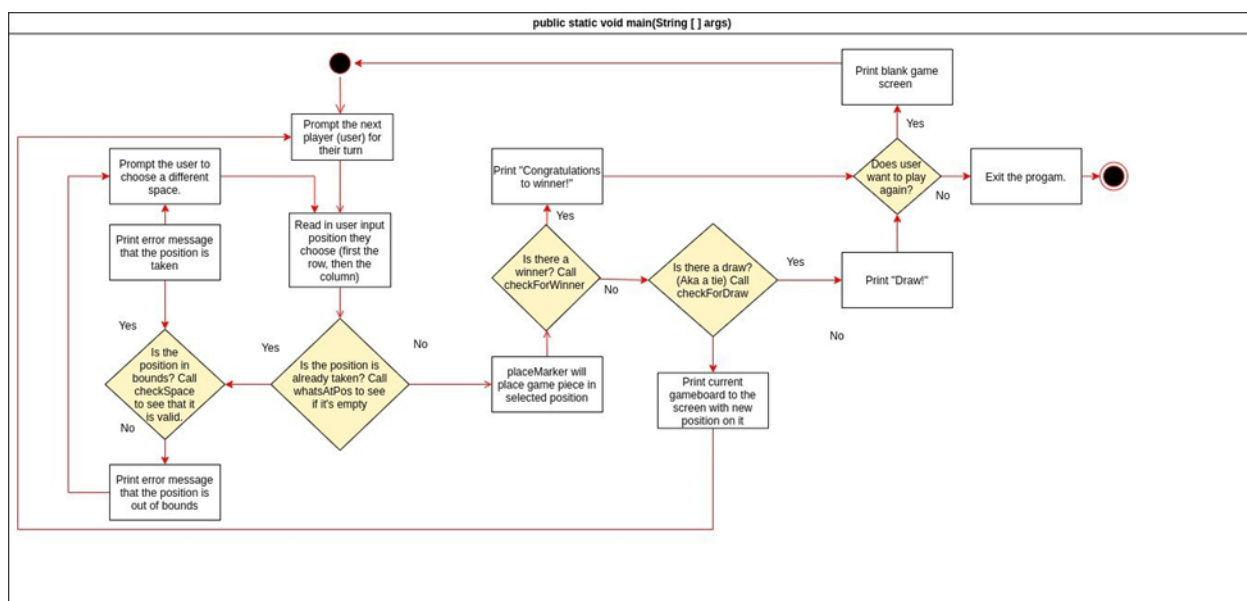 public static void main(String [ ] args)
Print blank game
screen
Prompt the next
player (user) for
their turn
Yes
Prompt the user to
choose a different
space.
Print "Congratulations
to winner!"
Does user
want to play
again?
Exit the progam.
No
Print error message
that the position is
taken
Read in user input
position they
choose (first the
row, then the
column)
Yes
Is there a
winner? Call
checkForWinner
No
Is there a draw?
(Aka a tie) Call
checkForDraw
Yes
Print "Draw!"
Yes
Is the
position in
bounds? Call
checkSpace
to see that it
is valid.
No
Yes
Is the position is
already taken? Call
whatsAtPos to see
if it's empty
No
placeMarker will
place game piece in
selected position
No
Print current
gameboard to the
screen with new
position on it
Print error message
that the position is
out of bounds